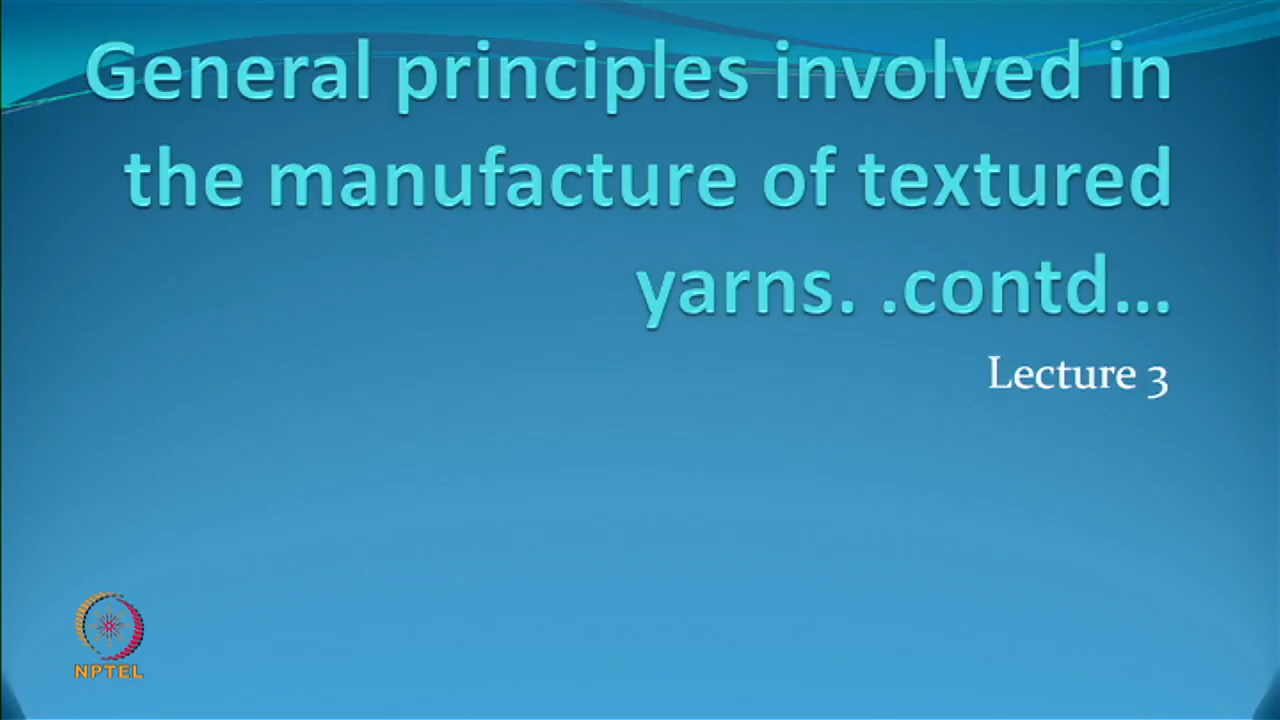 General principles involved in
the manufacture of textured
yarns. .contd...
Lecture 3
NPTEL